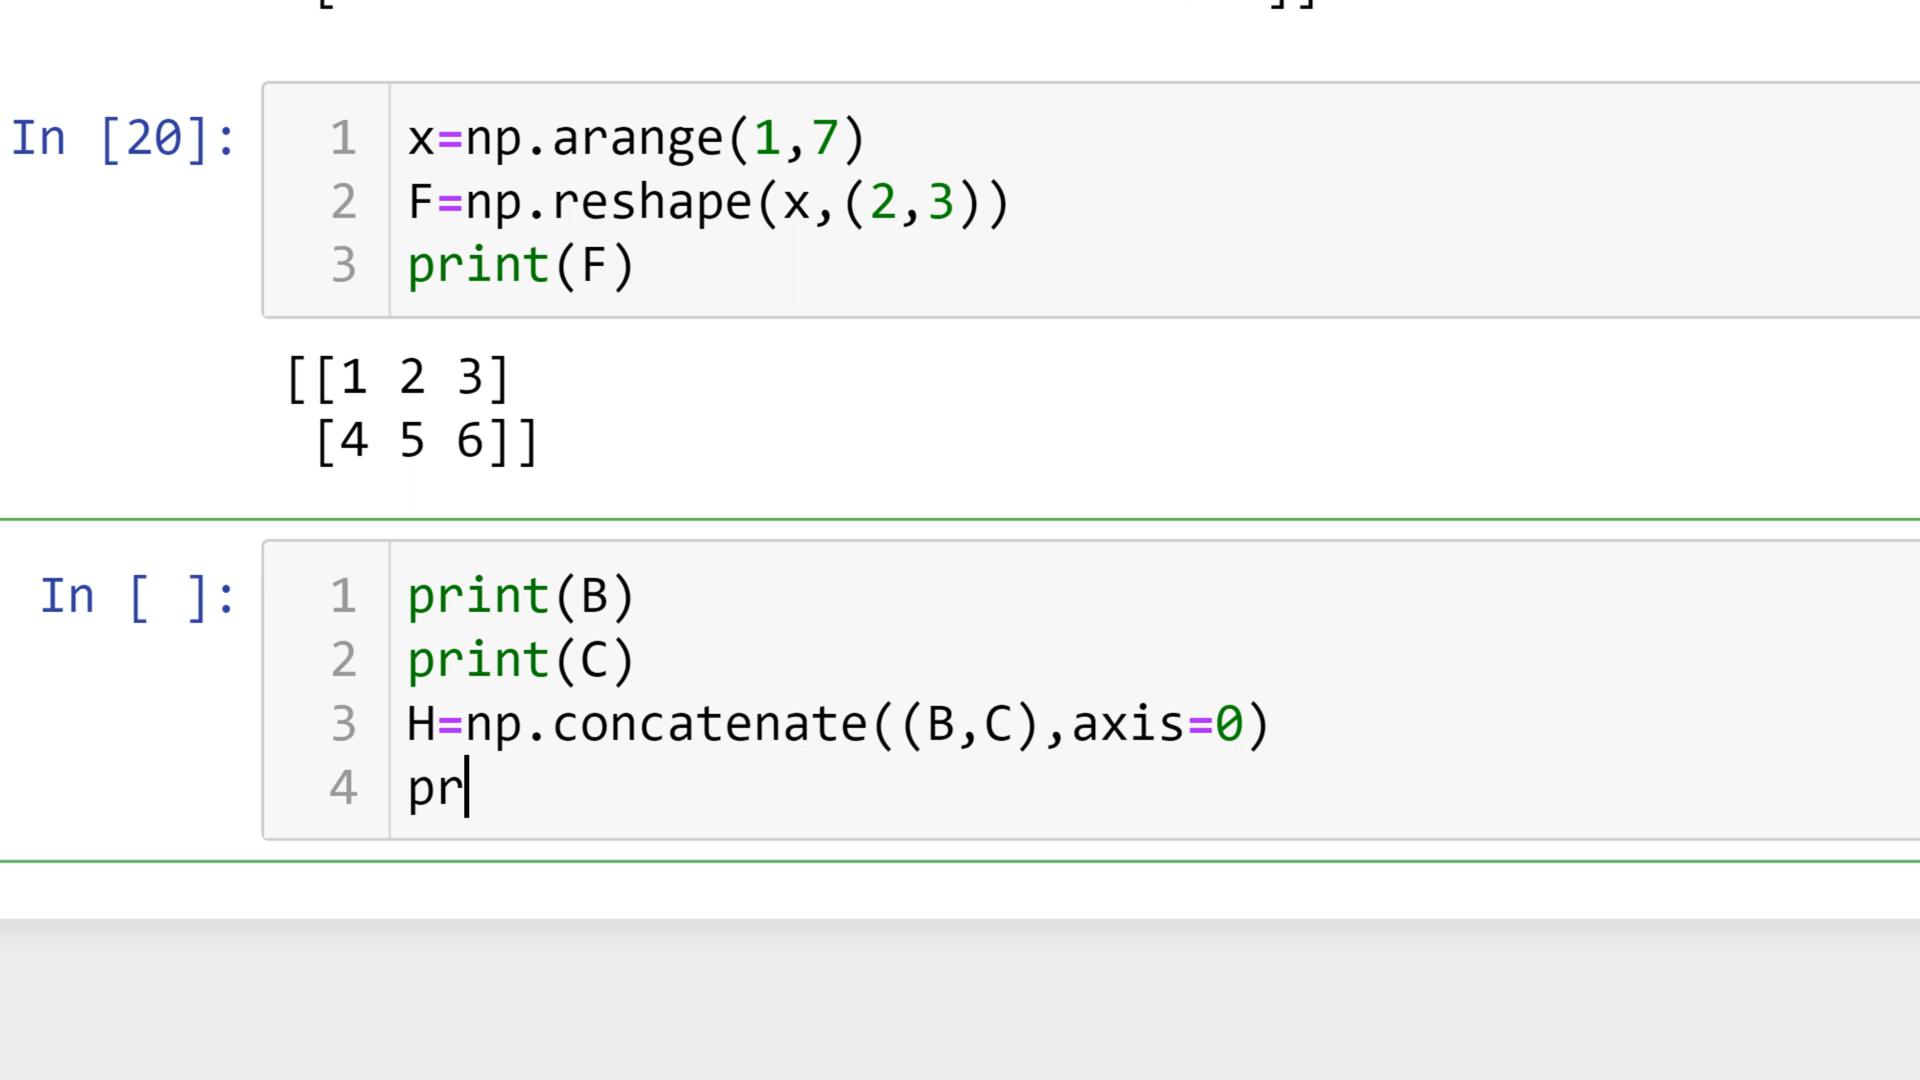 [ ]]
In [20]:
1 x=np.arange(1,7)
2 F=np.reshape(x,(2,3))
3 print(F)
[[1 2 3]
[4 5 6]]
In [ ]:
1 print(B)
2 print(C)
3 H=np.concatenate((B,C),axis=0)
4 pr